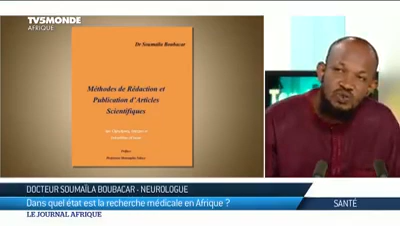 TV5MONDE
AFRIQUE
Dr Soumaïla Boubacar
Méthodes de Rédaction et
Publication d'Articles
Scientifiques
Préface
DOCTEUR SOUMAÏLA BOUBACAR - NEUROLOGUE
Dans quel état est la recherche médicale en Afrique ?
SANTÉ
LE JOURNAL AFRIQUE